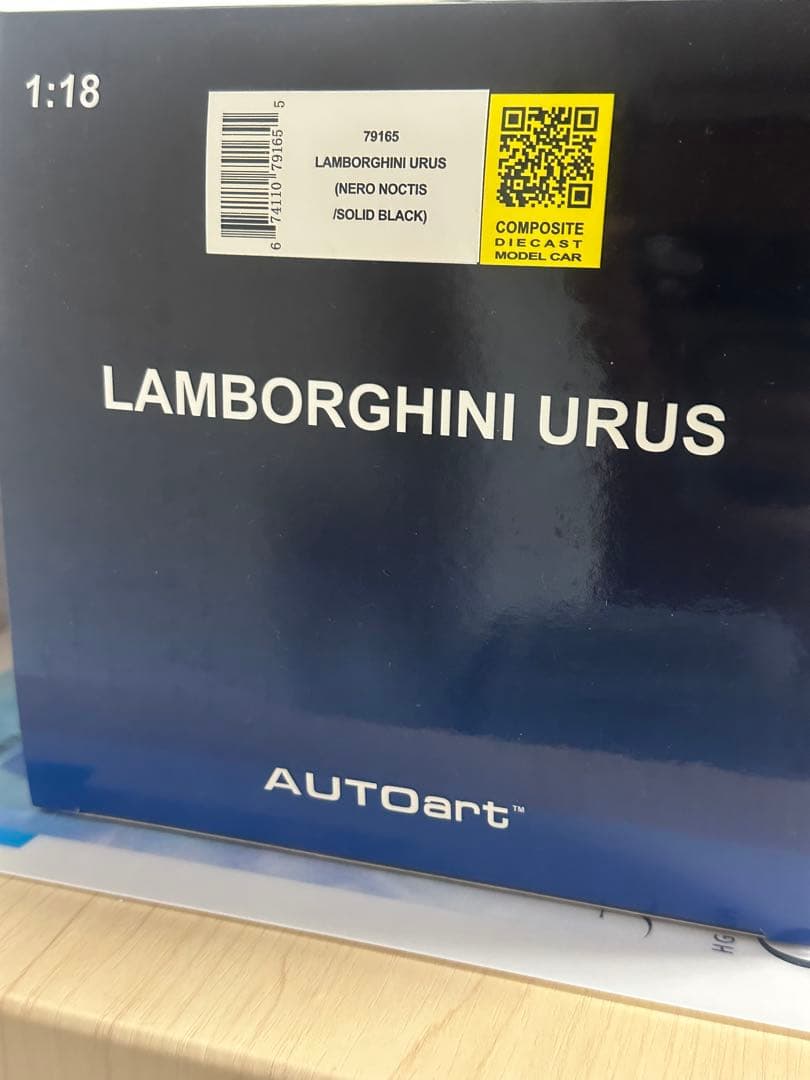 1:18
6 74110 79165 5
79165
LAMBORGHINI URUS
(NERO NOCTIS
/SOLID BLACK)
COMPOSITE
DIECAST
MODEL CAR
LAMBORGHINI URUS
AUTOart™
HG